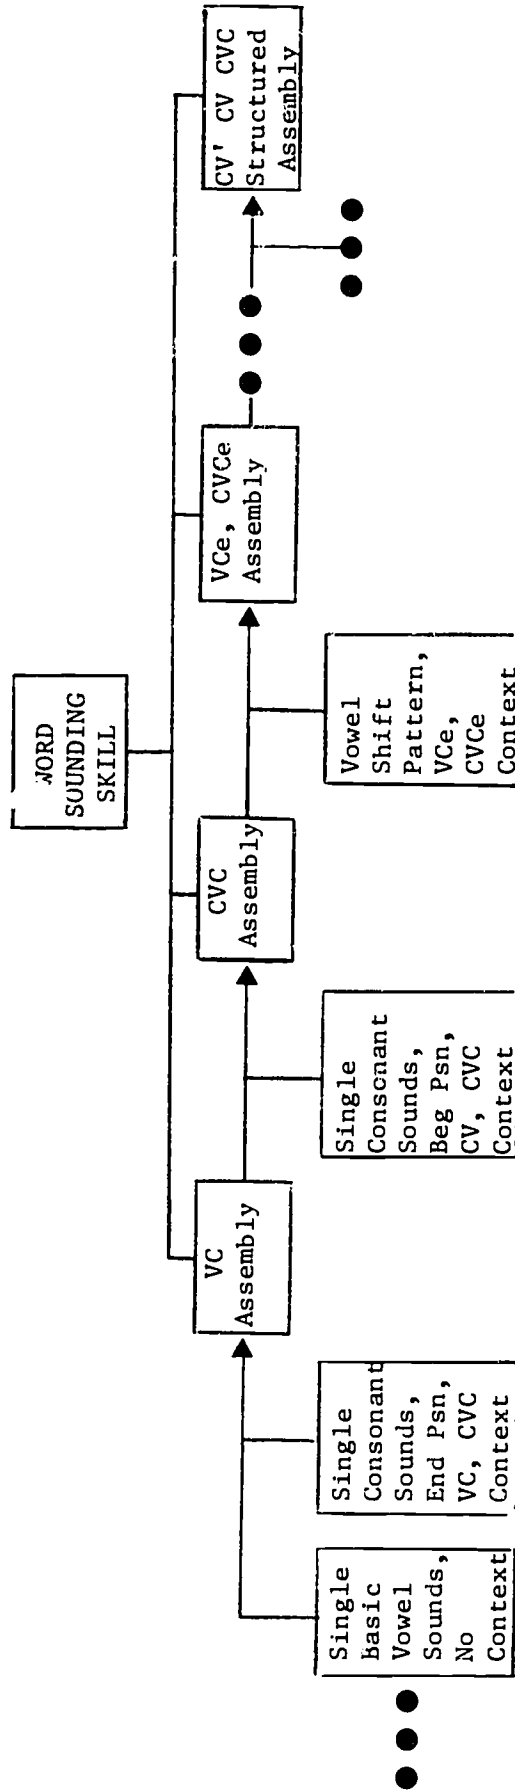 WORD
SOUNDING
SKILL
VC
Assembly
CVC
Assembly
VCe, CVCe
Assembly
CV' CV CVC
Structured
Assembly
Single
Basic
Vowel
Sounds,
No
Context
Single
Consonant
Sounds,
End Psn,
VC, CVC
Context
Single
Consonant
Sounds,
Beg Psn,
CV, CVC
Context
Vowel
Shift
Pattern,
VCe,
CVCe
Context